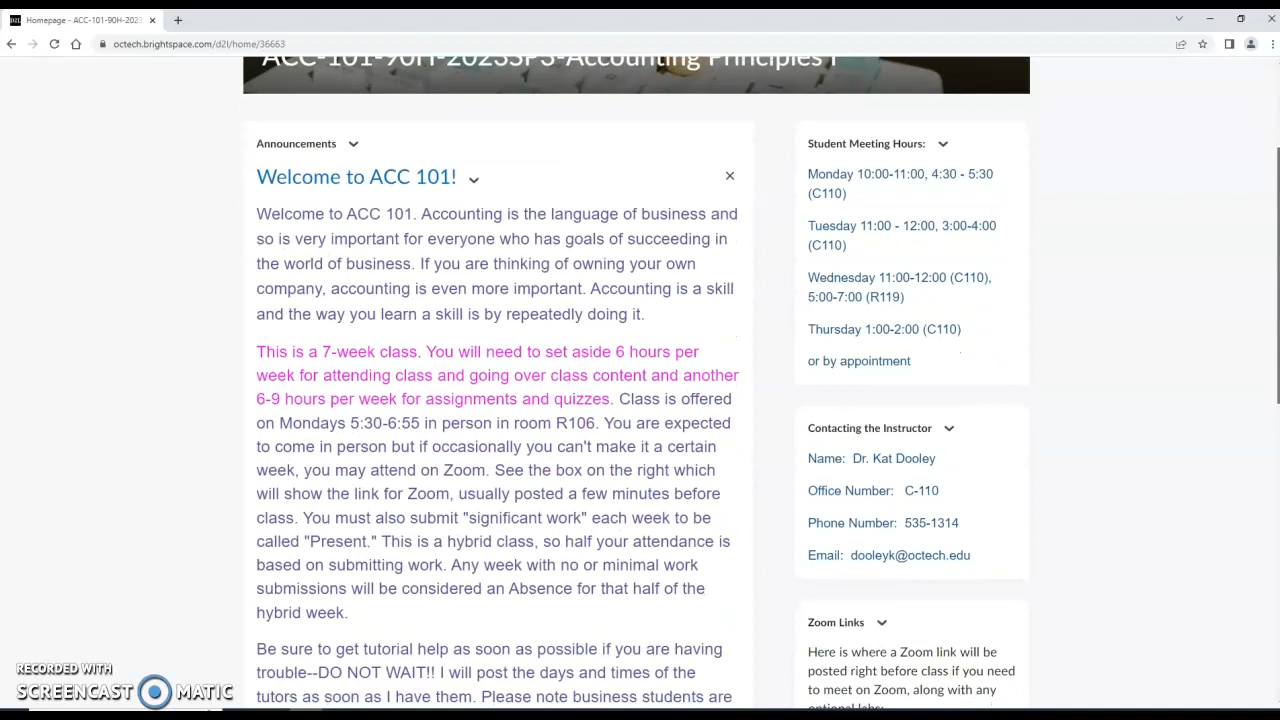 Homepage - ACC-101-90H-2023
octech.brightspace.com/d2l/home/36663
ACC-101-90H-2023SP3-Accounting Principles I
Announcements
Welcome to ACC 101!
Welcome to ACC 101. Accounting is the language of business and
so is very important for everyone who has goals of succeeding in
the world of business. If you are thinking of owning your own
company, accounting is even more important. Accounting is a skill
and the way you learn a skill is by repeatedly doing it.
This is a 7-week class. You will need to set aside 6 hours per
week for attending class and going over class content and another
6-9 hours per week for assignments and quizzes. Class is offered
on Mondays 5:30-6:55 in person in room R106. You are expected
to come in person but if occasionally you can't make it a certain
week, you may attend on Zoom. See the box on the right which
will show the link for Zoom, usually posted a few minutes before
class. You must also submit "significant work" each week to be
called "Present." This is a hybrid class, so half your attendance is
based on submitting work. Any week with no or minimal work
submissions will be considered an Absence for that half of the
hybrid week.
Be sure to get tutorial help as soon as possible if you are having
trouble--DO NOT WAIT!! I will post the days and times of the
tutors as soon as I have them. Please note business students are
Student Meeting Hours:
Monday 10:00-11:00, 4:30 - 5:30
(C110)
Tuesday 11:00 - 12:00, 3:00-4:00
(C110)
Wednesday 11:00-12:00 (C110),
5:00-7:00 (R119)
Thursday 1:00-2:00 (C110)
or by appointment
Contacting the Instructor
Name: Dr. Kat Dooley
Office Number: C-110
Phone Number: 535-1314
Email: dooleyk@octech.edu
Zoom Links
Here is where a Zoom link will be
posted right before class if you need
to meet on Zoom, along with any
optional labs:
RECORDED WITH
SCREENCAST MATIC